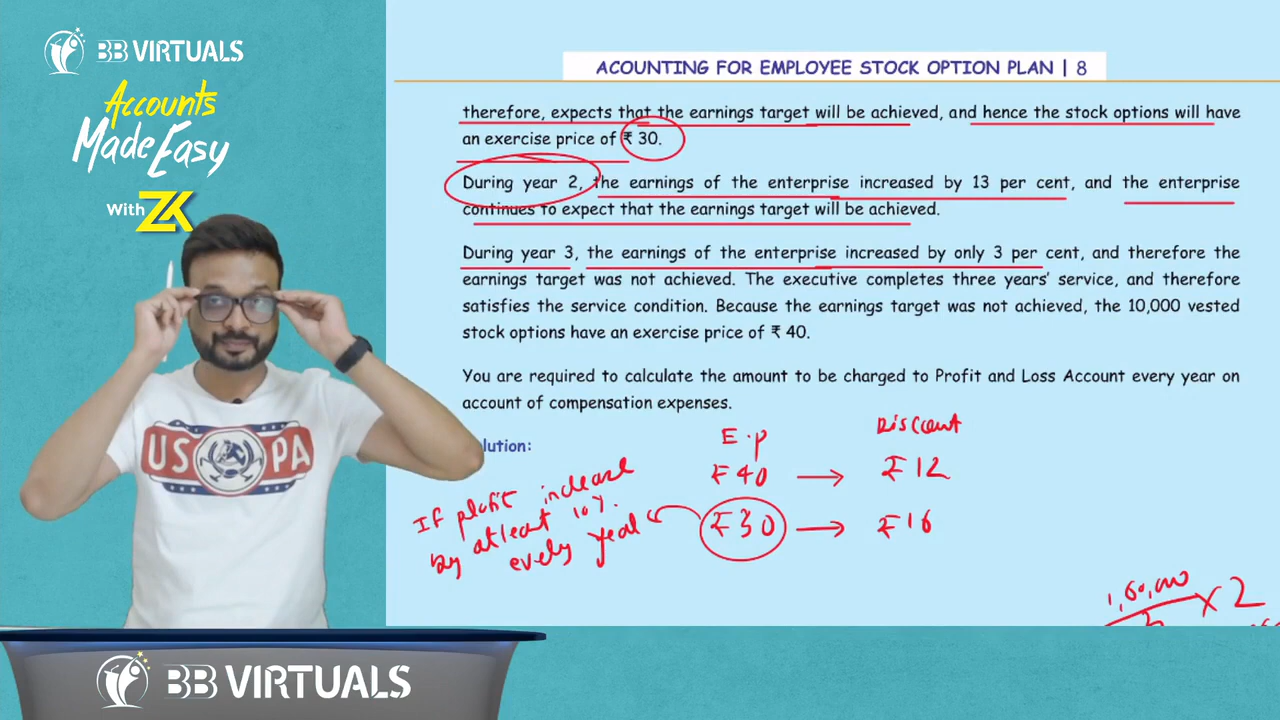 BB VIRTUALS
Accounts
Made Easy
With ZK
ACOUNTING FOR EMPLOYEE STOCK OPTION PLAN | 8
therefore, expects that the earnings target will be achieved, and hence the stock options will have
an exercise price of ₹ 30.
During year 2, the earnings of the enterprise increased by 13 per cent, and the enterprise
continues to expect that the earnings target will be achieved.
During year 3, the earnings of the enterprise increased by only 3 per cent, and therefore the
earnings target was not achieved. The executive completes three years' service, and therefore
satisfies the service condition. Because the earnings target was not achieved, the 10,000 vested
stock options have an exercise price of ₹ 40.
You are required to calculate the amount to be charged to Profit and Loss Account every year on
account of compensation expenses.
lution:
E.p Discount
₹40 → ₹12
₹30 → ₹16
If profit increase
by atleast 10%.
every year
1,60,000 × 2
US PA
BB VIRTUALS